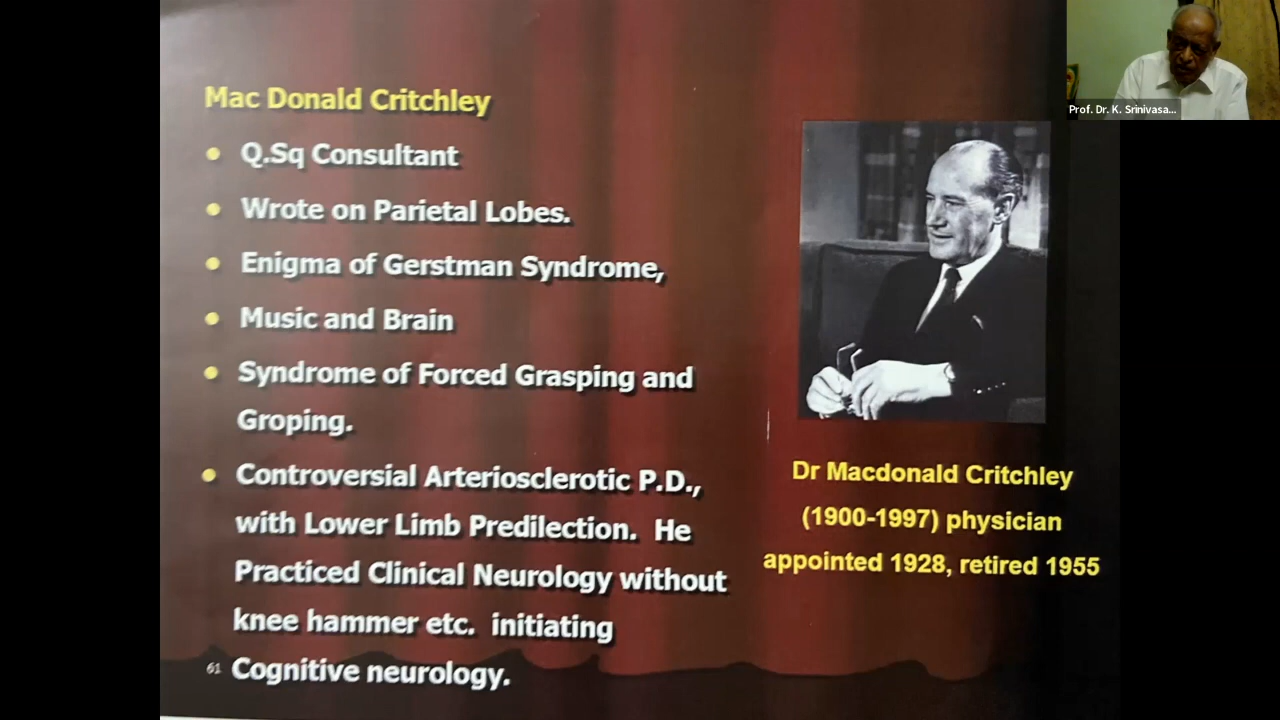 Mac Donald Critchley
Q.Sq Consultant
Wrote on Parietal Lobes.
Enigma of Gerstman Syndrome,
Music and Brain
Syndrome of Forced Grasping and
Groping.
Controversial Arteriosclerotic P.D.,
with Lower Limb Predilection. He
Practiced Clinical Neurology without
knee hammer etc. initiating
61 Cognitive neurology.
Dr Macdonald Critchley
(1900-1997) physician
appointed 1928, retired 1955
Prof. Dr. K. Srinivasa...